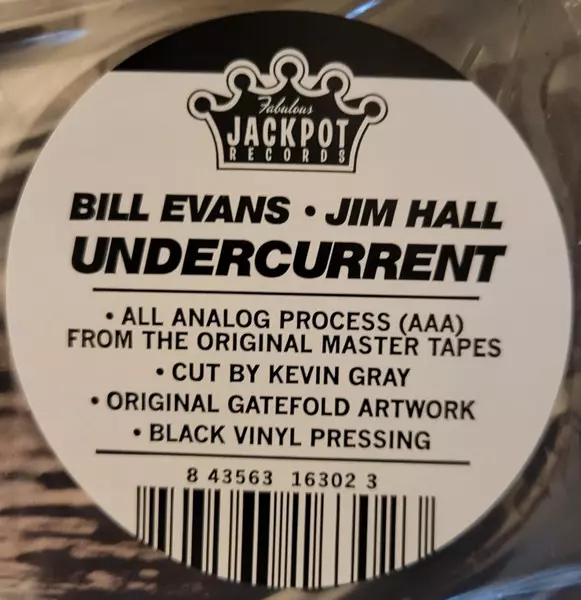 Fabulous
JACKPOT
RECORDS
BILL EVANS • JIM HALL
UNDERCURRENT
• ALL ANALOG PROCESS (AAA)
FROM THE ORIGINAL MASTER TAPES
• CUT BY KEVIN GRAY
• ORIGINAL GATEFOLD ARTWORK
• BLACK VINYL PRESSING
8 43563 16302 3